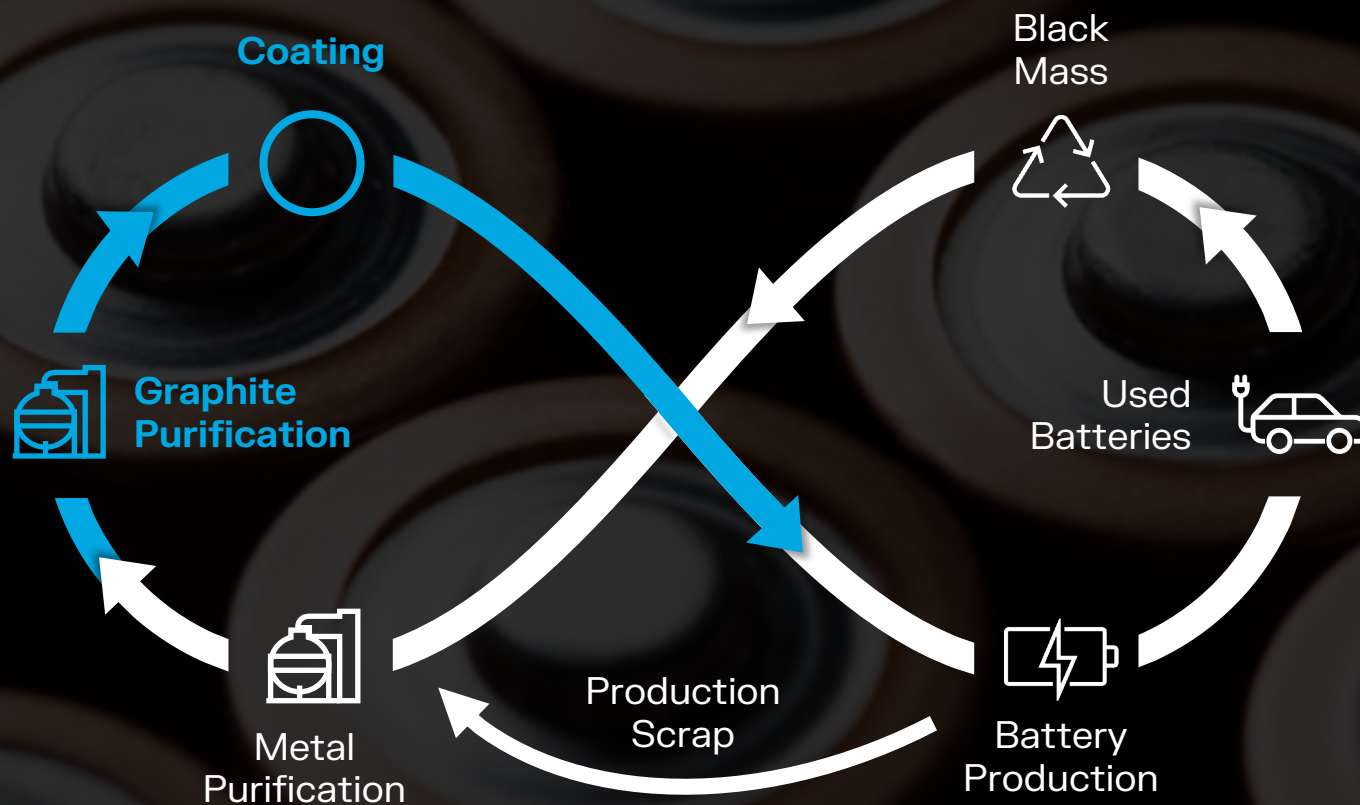 Coating
Black
Mass
Graphite
Purification
Used
Batteries
Production
Scrap
Metal
Purification
Battery
Production